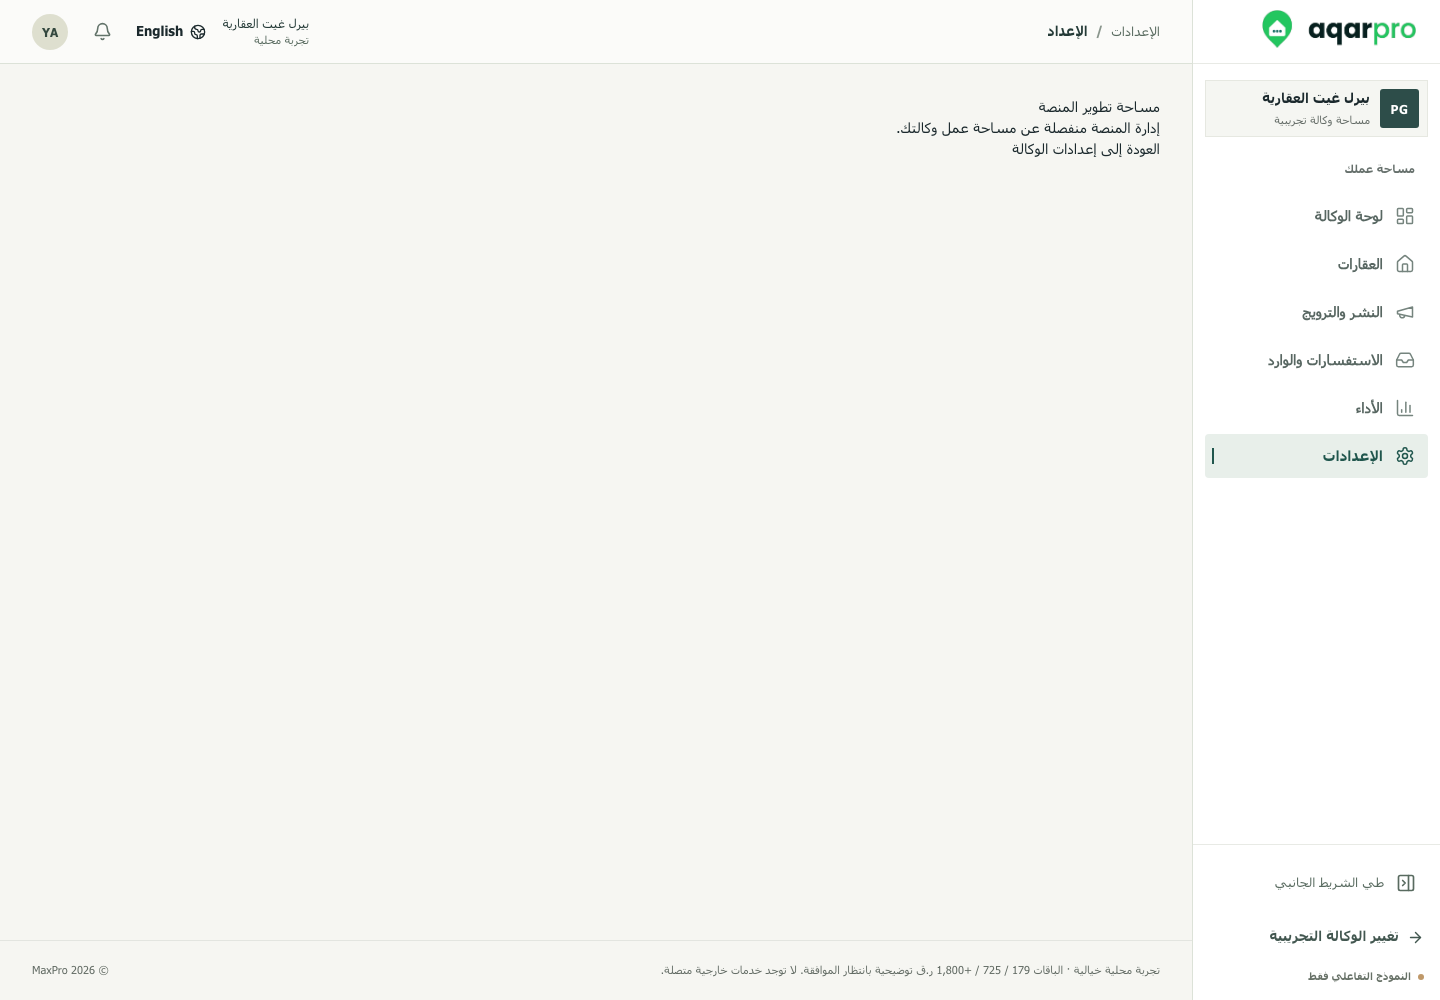 aqarpro
PG
بيرل غيت العقارية
مساحة وكالة تجريبية
مساحة عملك
لوحة الوكالة
العقارات
النشر والترويج
الاستفسارات والوارد
الأداء
الإعدادات
طي الشريط الجانبي
تغيير الوكالة التجريبية
النموذج التفاعلي فقط
الإعدادات / الإعداد
بيرل غيت العقارية
تجربة محلية
English
YA
مساحة تطوير المنصة
إدارة المنصة منفصلة عن مساحة عمل وكالتك.
العودة إلى إعدادات الوكالة
تجربة محلية خيالية · الباقات 179 / 725 / +1,800 ر.ق توضيحية بانتظار الموافقة. لا توجد خدمات خارجية متصلة.
© 2026 MaxPro